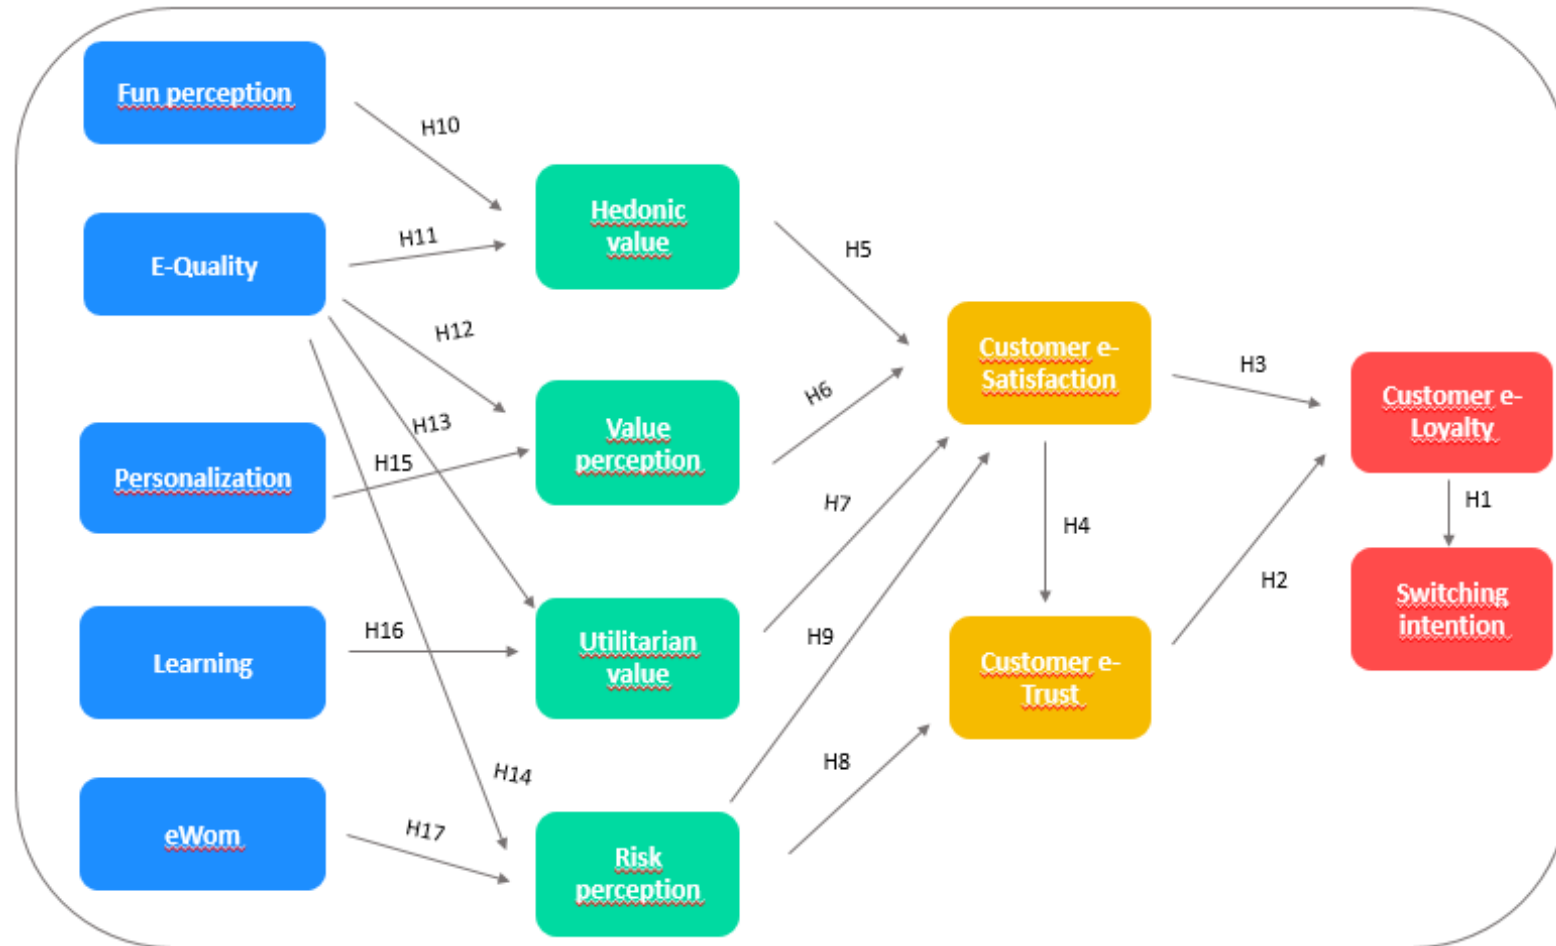 Fun perception
H10
Hedonic
value
H11
E-Quality
H5
H12
Customer e-
Satisfaction
H3
Customer e-
Loyalty
H6
Value
perception
H13
H15
Personalization
H7
H4
H1
H2
Switching
intention
H16
Learning
Utilitarian
value
H9
Customer e-
Trust
H14
H8
eWom
H17
Risk
perception